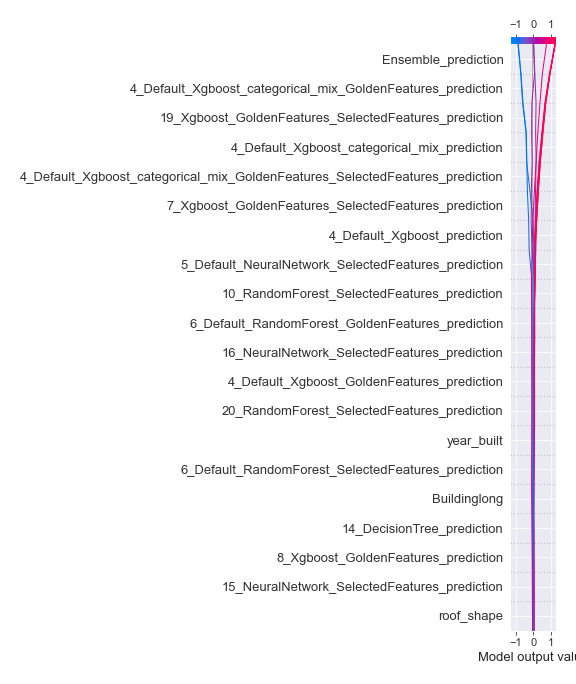 −1 0 1
Ensemble_prediction
4_Default_Xgboost_categorical_mix_GoldenFeatures_prediction
19_Xgboost_GoldenFeatures_SelectedFeatures_prediction
4_Default_Xgboost_categorical_mix_prediction
4_Default_Xgboost_categorical_mix_GoldenFeatures_SelectedFeatures_prediction
7_Xgboost_GoldenFeatures_SelectedFeatures_prediction
4_Default_Xgboost_prediction
5_Default_NeuralNetwork_SelectedFeatures_prediction
10_RandomForest_SelectedFeatures_prediction
6_Default_RandomForest_GoldenFeatures_prediction
16_NeuralNetwork_SelectedFeatures_prediction
4_Default_Xgboost_GoldenFeatures_prediction
20_RandomForest_SelectedFeatures_prediction
year_built
6_Default_RandomForest_SelectedFeatures_prediction
Buildinglong
14_DecisionTree_prediction
8_Xgboost_GoldenFeatures_prediction
15_NeuralNetwork_SelectedFeatures_prediction
roof_shape
−1 0 1
Model output valu